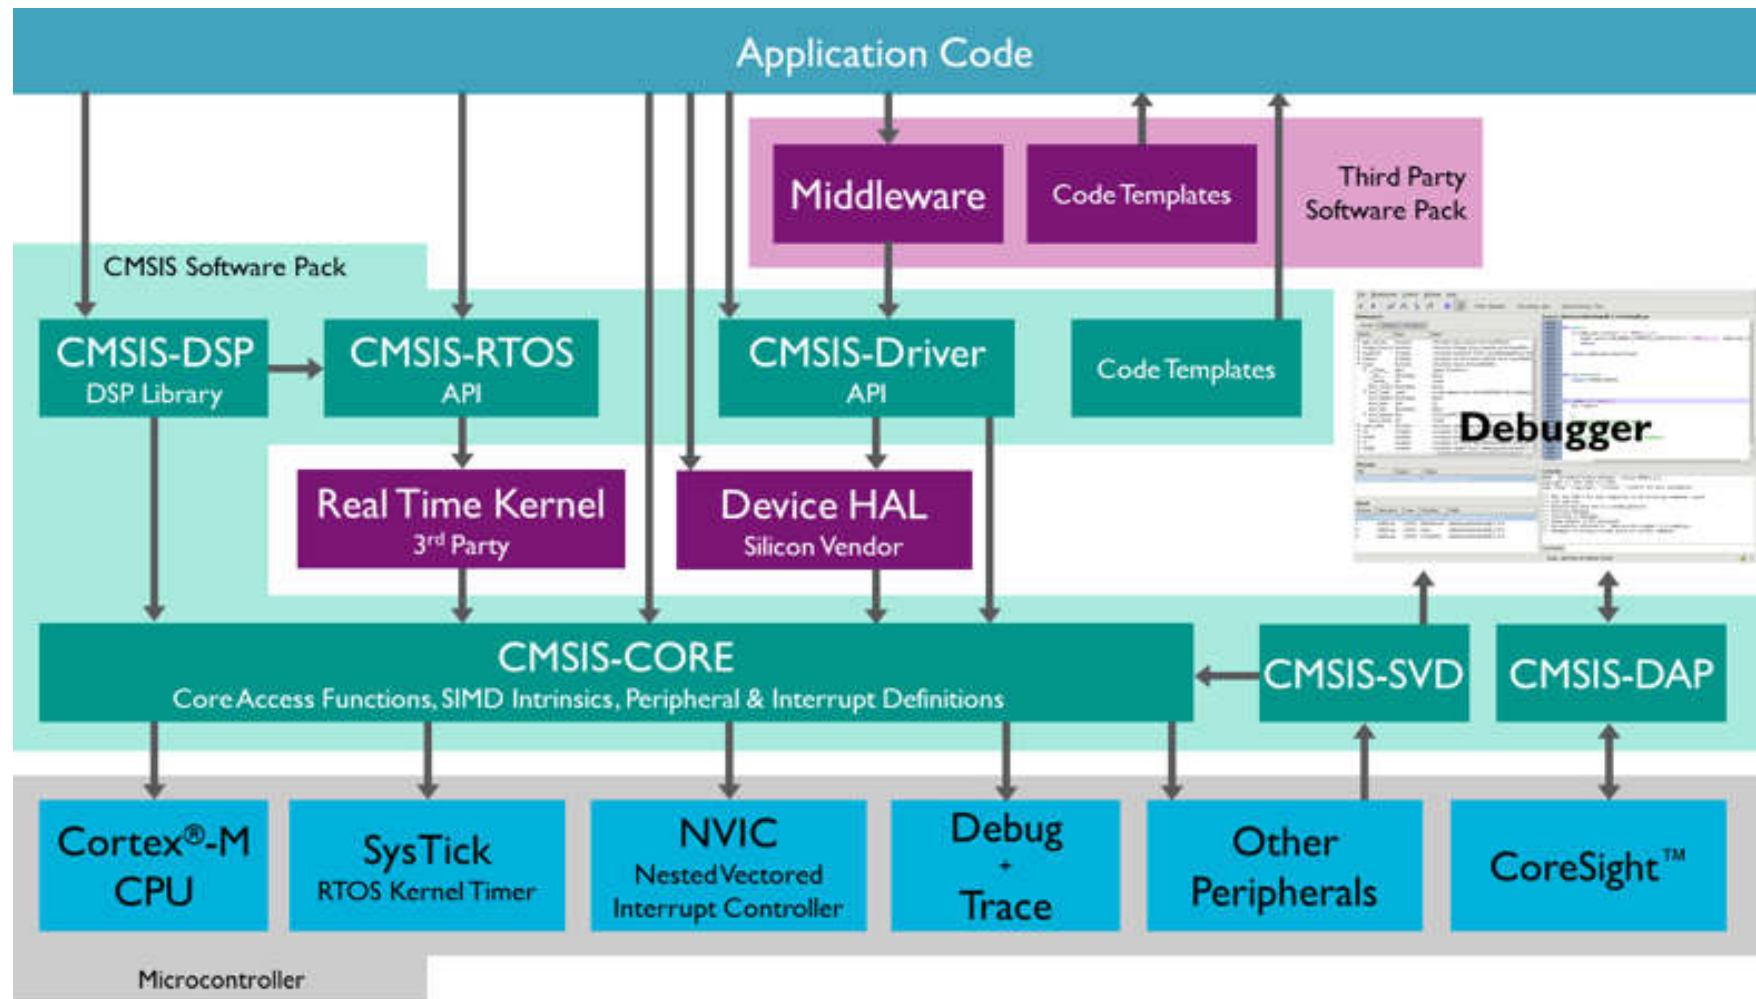 Application Code
Middleware
Code Templates
Third Party
Software Pack
CMSIS Software Pack
CMSIS-DSP
DSP Library
CMSIS-RTOS
API
CMSIS-Driver
API
Code Templates
Debugger
Real Time Kernel
3rd Party
Device HAL
Silicon Vendor
CMSIS-CORE
Core Access Functions, SIMD Intrinsics, Peripheral & Interrupt Definitions
CMSIS-SVD
CMSIS-DAP
Cortex®-M
CPU
SysTick
RTOS Kernel Timer
NVIC
Nested Vectored
Interrupt Controller
Debug
+
Trace
Other
Peripherals
CoreSight™
Microcontroller